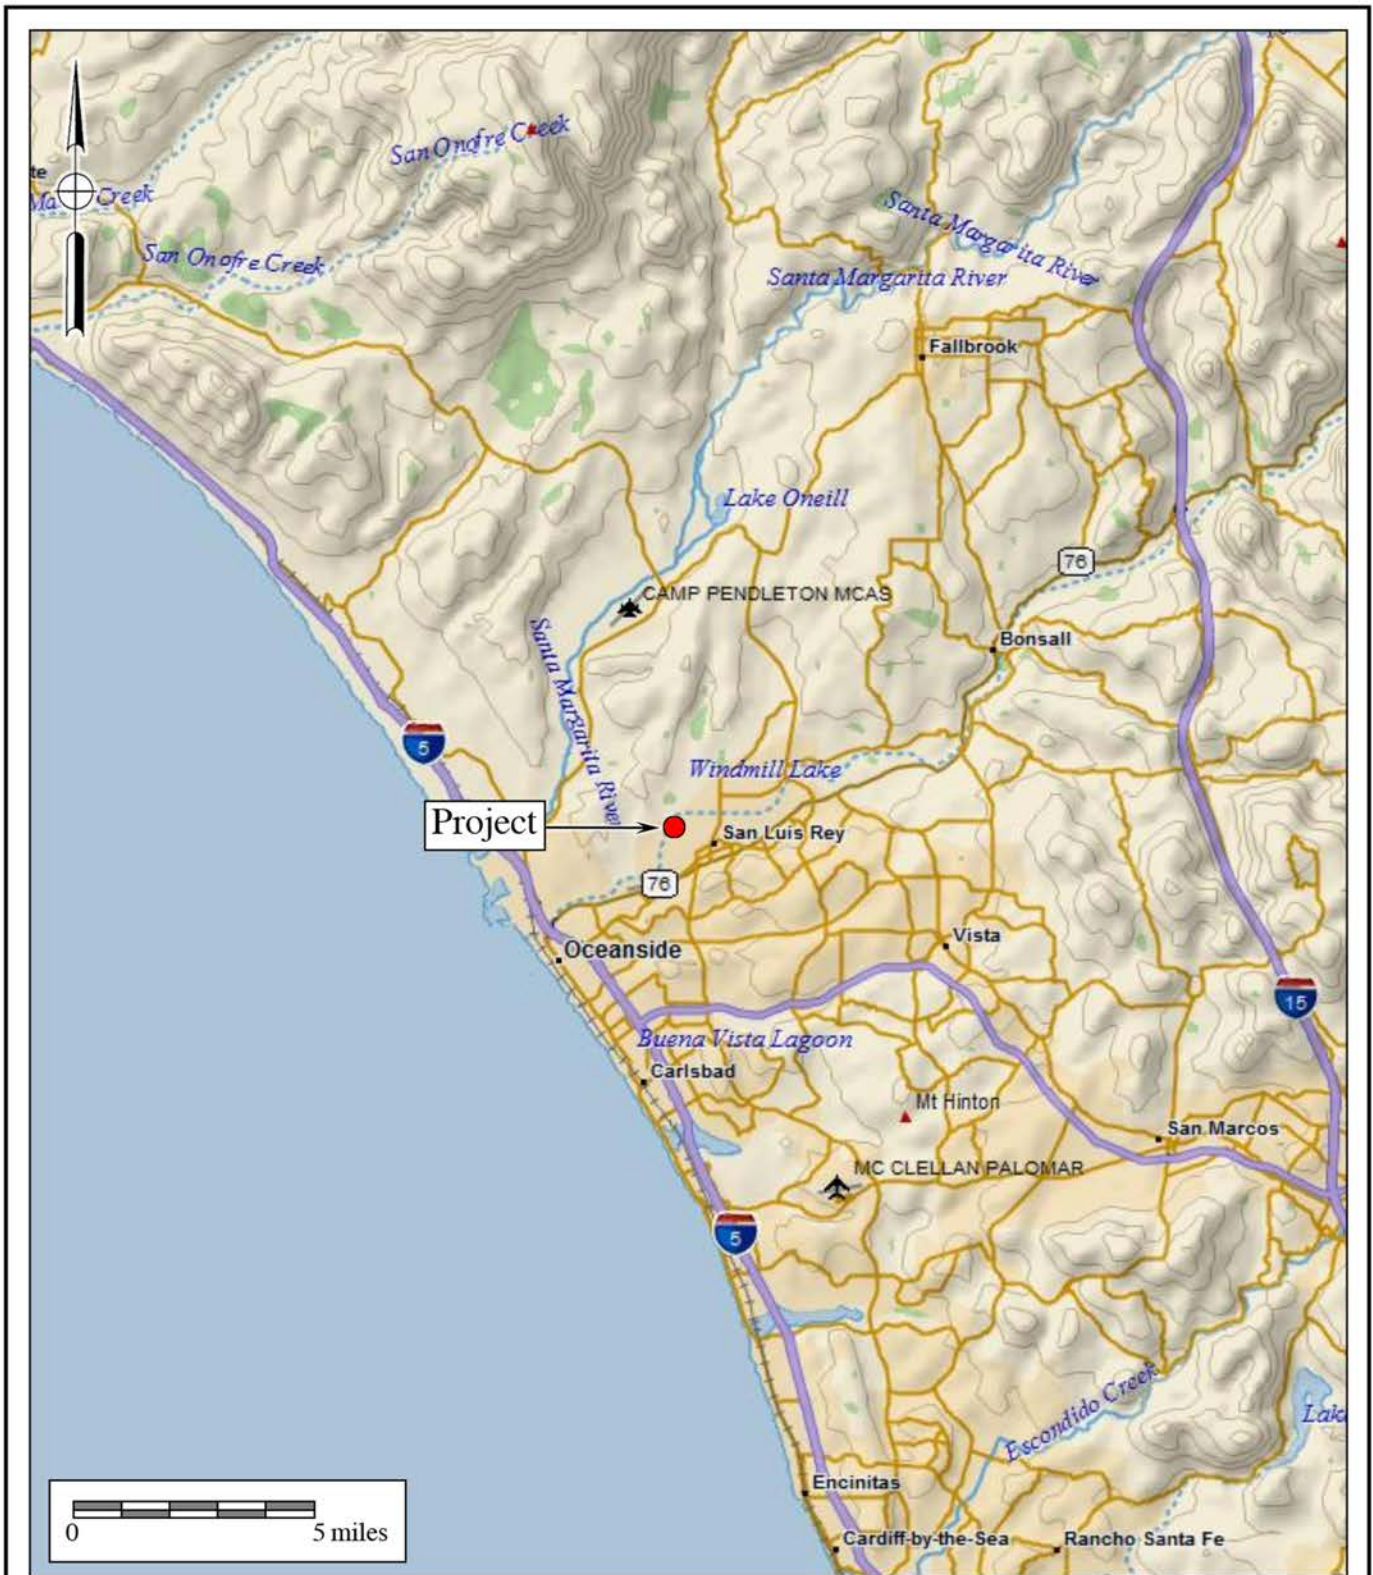 San Onofre Creek
te
Ma
Creek
San Onofre Creek
Santa Margarita River
Santa Margarita River
Fallbrook
Lake Oneill
76
CAMP PENDLETON MCAS
Santa Margarita River
Bonsall
5
Windmill Lake
Project
San Luis Rey
76
Vista
Oceanside
15
Buena Vista Lagoon
Carlsbad
Mt Hinton
San Marcos
MC CLELLAN PALOMAR
5
Escondido Creek
Lake
Encinitas
0 5 miles
Cardiff-by-the-Sea
Rancho Santa Fe